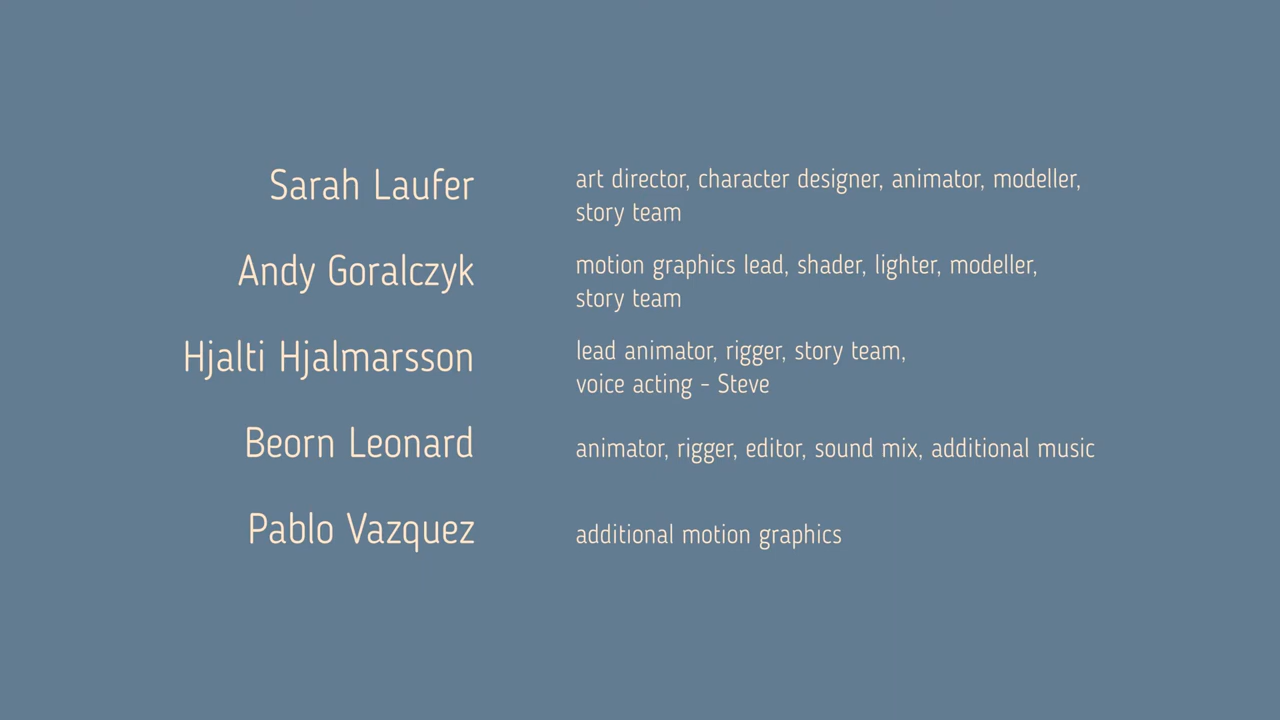 Sarah Laufer
art director, character designer, animator, modeller,
story team
Andy Goralczyk
motion graphics lead, shader, lighter, modeller,
story team
Hjalti Hjalmarsson
lead animator, rigger, story team,
voice acting - Steve
Beorn Leonard
animator, rigger, editor, sound mix, additional music
Pablo Vazquez
additional motion graphics